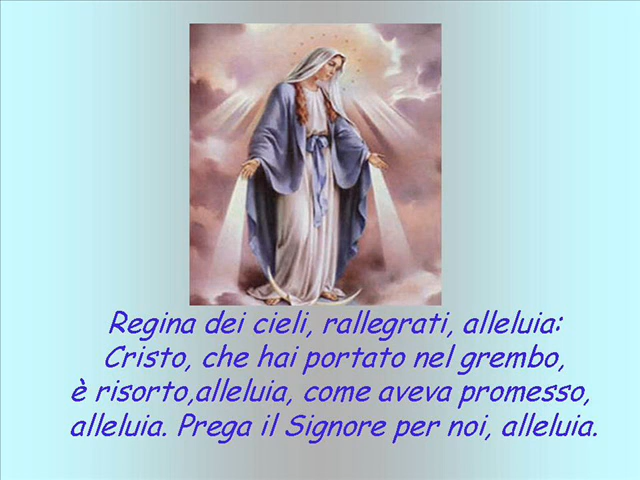 Regina dei cieli, rallegrati, alleluia:
Cristo, che hai portato nel grembo,
è risorto,alleluia, come aveva promesso,
alleluia. Prega il Signore per noi, alleluia.